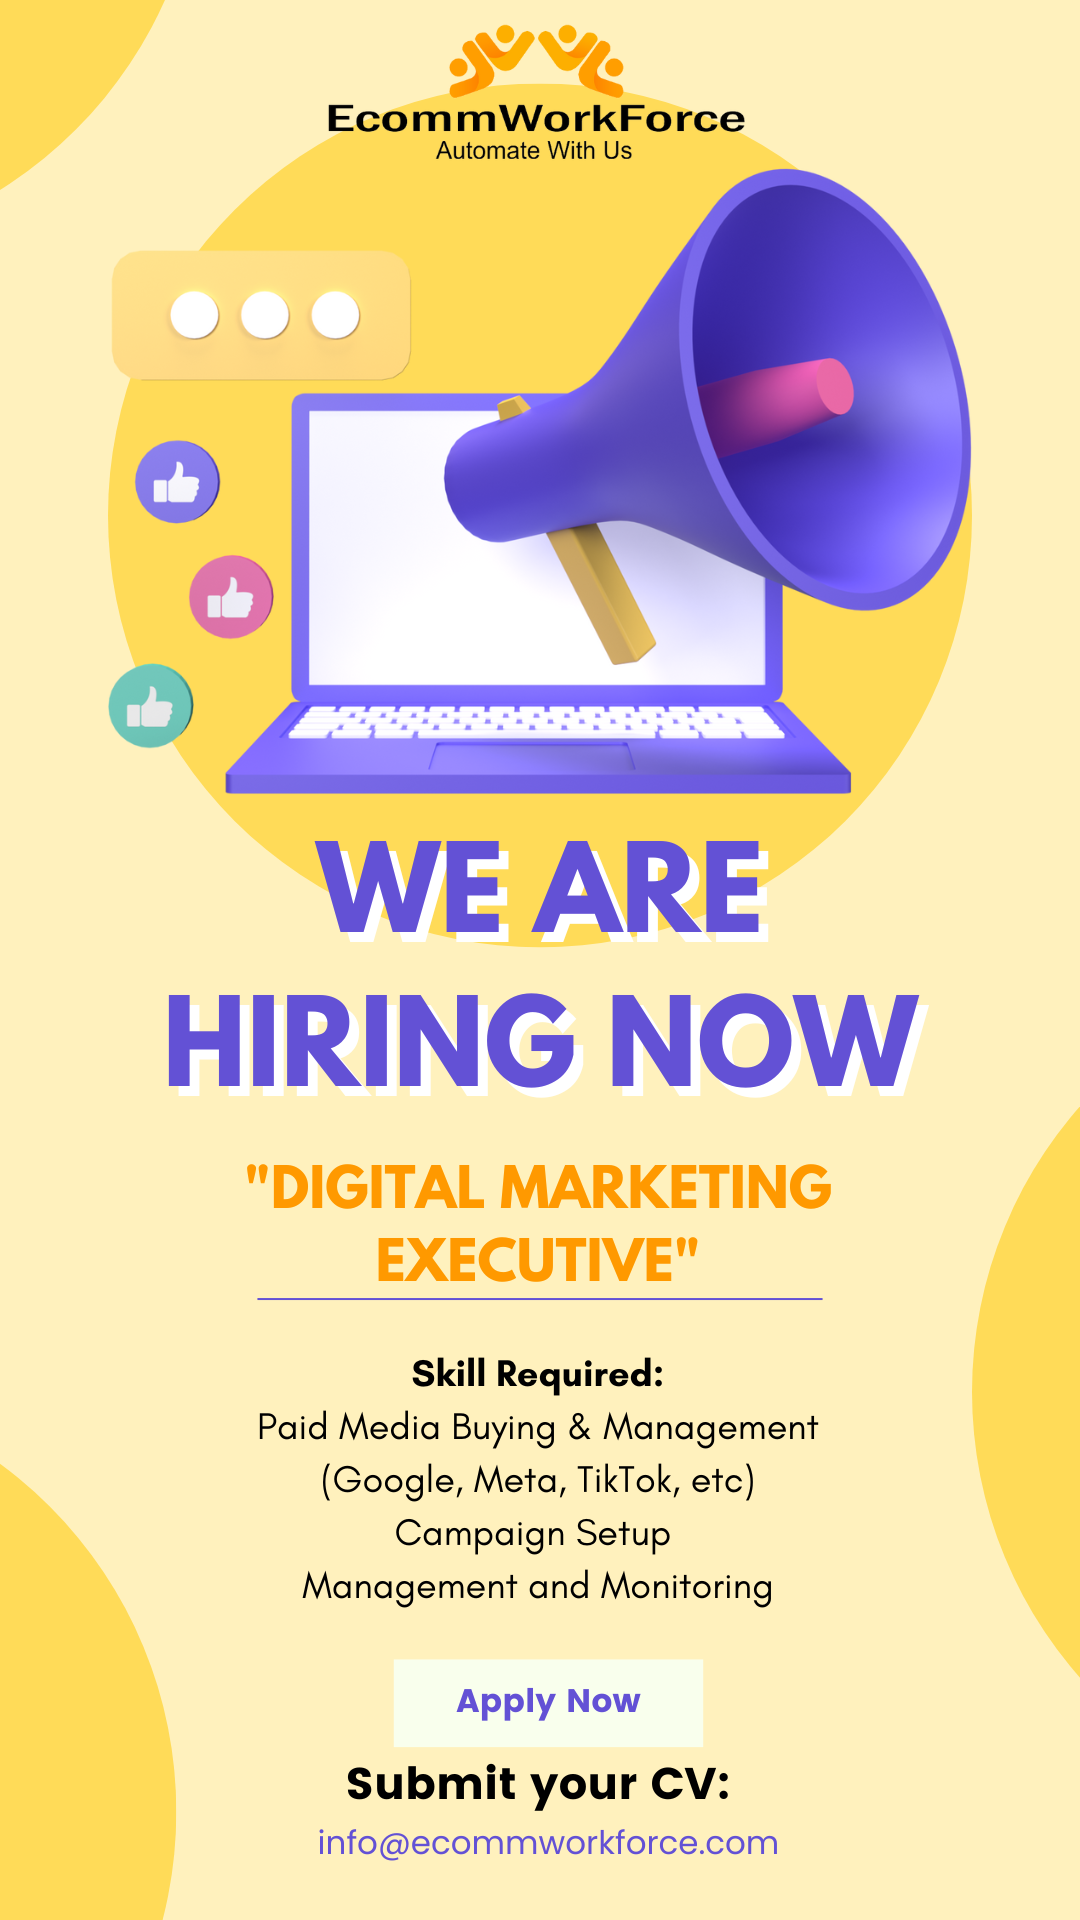 EcommWorkForce
Automate With Us
WE ARE
HIRING NOW
"DIGITAL MARKETING
EXECUTIVE"
Skill Required:
Paid Media Buying & Management
(Google, Meta, TikTok, etc)
Campaign Setup
Management and Monitoring
Apply Now
Submit your CV:
info@ecommworkforce.com